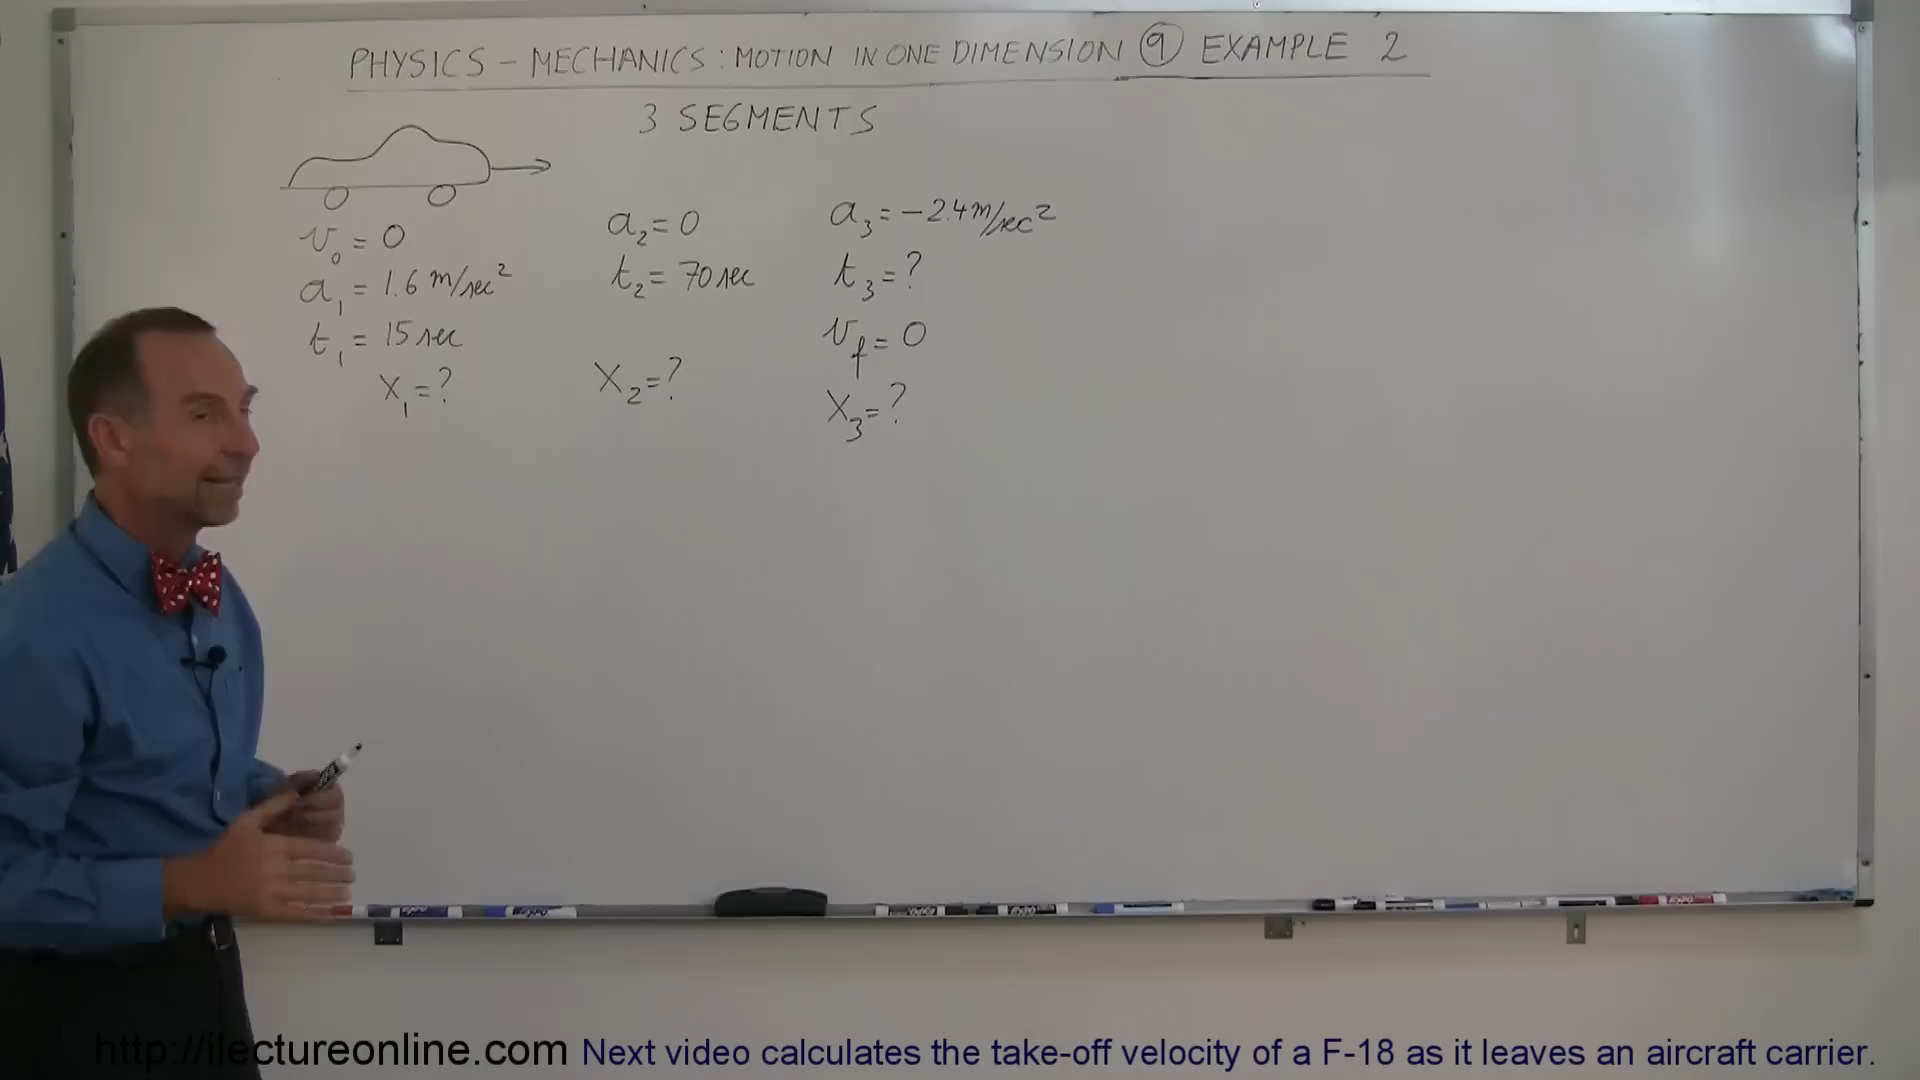 PHYSICS - MECHANICS: MOTION IN ONE DIMENSION ⑨ EXAMPLE 2
3 SEGMENTS
v₀ = 0
a₁ = 1.6 m/sec²
t₁ = 15 sec
x₁ = ?
a₂ = 0
t₂ = 70 sec
x₂ = ?
a₃ = -2.4 m/sec²
t₃ = ?
v_f = 0
x₃ = ?
http://ilectureonline.com Next video calculates the take-off velocity of a F-18 as it leaves an aircraft carrier.